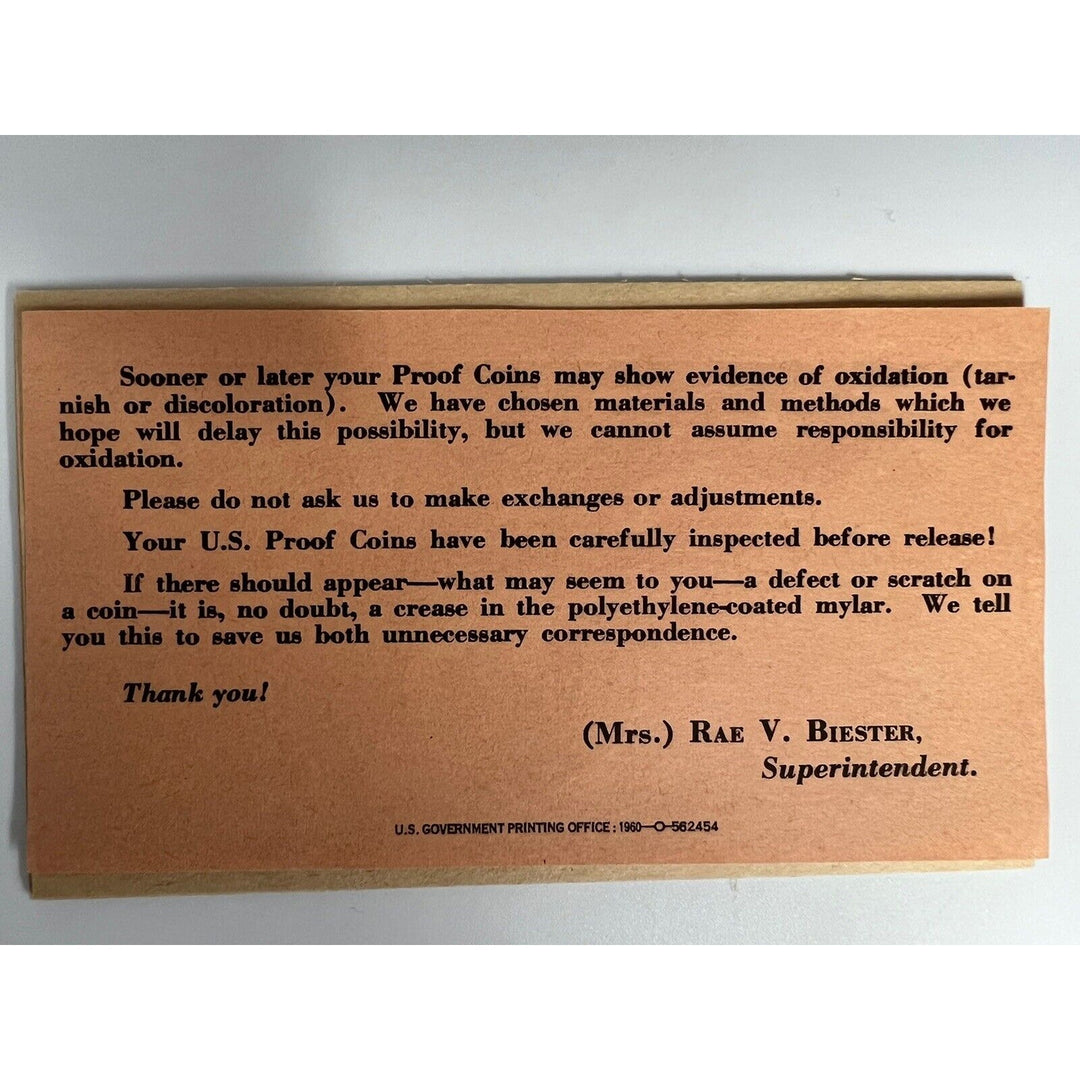 Sooner or later your Proof Coins may show evidence of oxidation (tar-
nish or discoloration). We have chosen materials and methods which we
hope will delay this possibility, but we cannot assume responsibility for
oxidation.
Please do not ask us to make exchanges or adjustments.
Your U.S. Proof Coins have been carefully inspected before release!
If there should appear—what may seem to you—a defect or scratch on
a coin—it is, no doubt, a crease in the polyethylene-coated mylar. We tell
you this to save us both unnecessary correspondence.
Thank you!
(Mrs.) RAE V. BIESTER,
Superintendent.
U.S. GOVERNMENT PRINTING OFFICE : 1960—O-562454